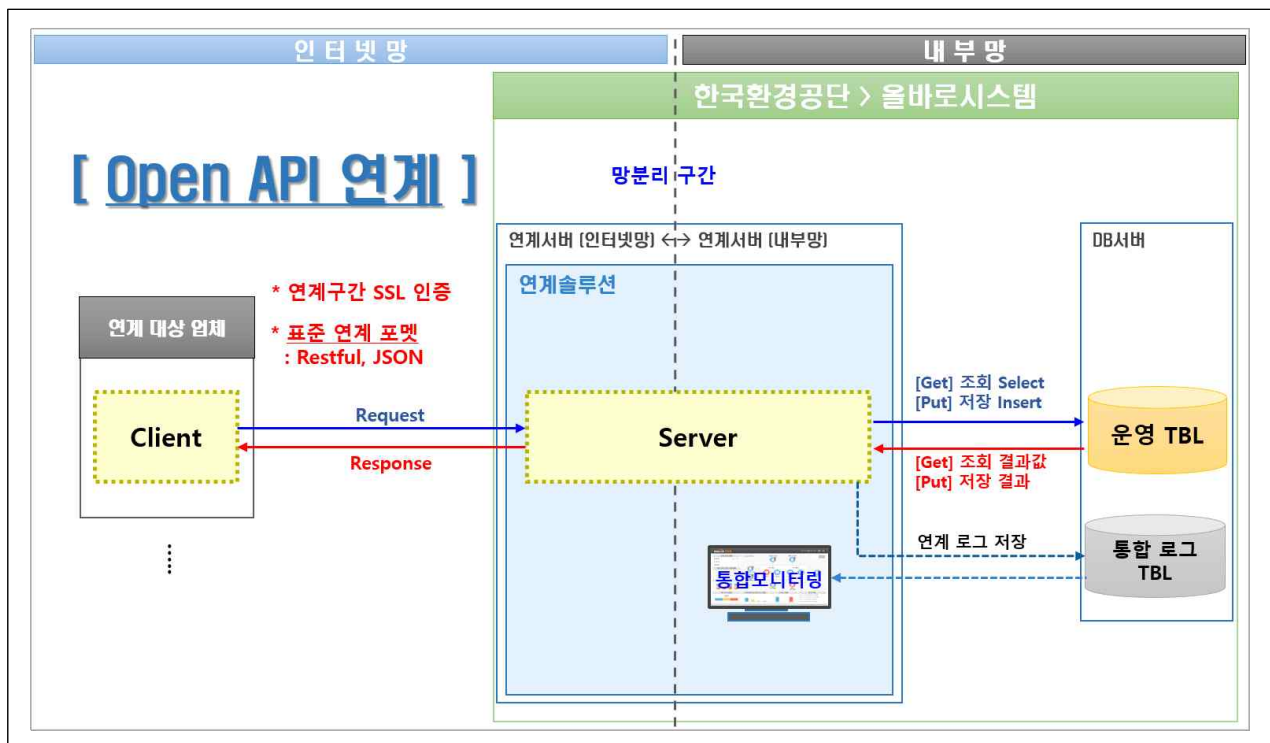 인 터 넷 망
내 부 망
한국환경공단 > 올바로시스템
[ Open API 연계 ]
망분리 구간
연계서버 (인터넷망) ↔ 연계서버 (내부망)
DB서버
연계솔루션
* 연계구간 SSL 인증
* 표준 연계 포멧
: Restful, JSON
연계 대상 업체
Client
Request
Response
Server
[Get] 조회 Select
[Put] 저장 Insert
운영 TBL
[Get] 조회 결과값
[Put] 저장 결과
연계 로그 저장
통합 로그
TBL
통합모니터링